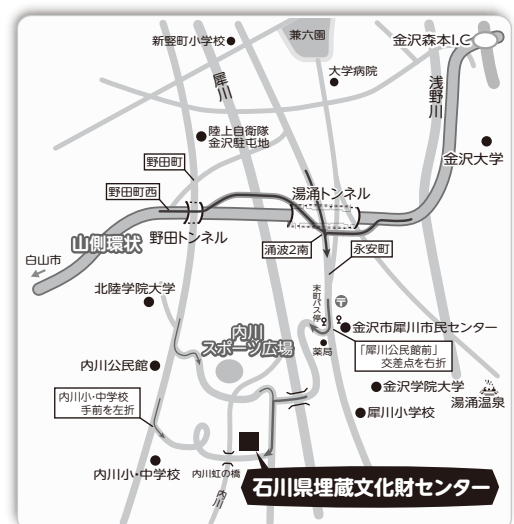 新竪町小学校
兼六園
金沢森本I.C
大学病院
犀川
浅野川
陸上自衛隊
金沢駐屯地
金沢大学
野田町
湯涌トンネル
野田町西
野田トンネル
山側環状
涌波2南
永安町
白山市
北陸学院大学
末町バス停
内川
スポーツ広場
金沢市犀川市民センター
薬局
「犀川公民館前」
交差点を右折
内川公民館
金沢学院大学
湯涌温泉
内川小・中学校
手前を左折
犀川小学校
内川小・中学校
内川虹の橋
内川
石川県埋蔵文化財センター